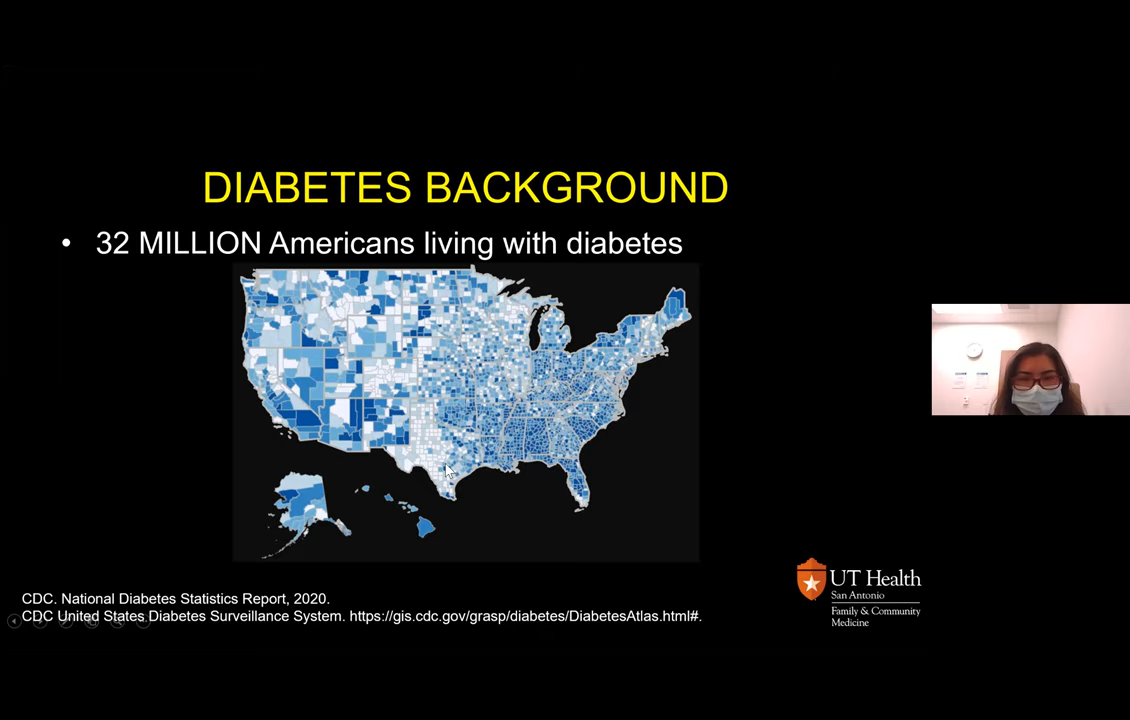 DIABETES BACKGROUND
• 32 MILLION Americans living with diabetes
CDC. National Diabetes Statistics Report, 2020.
CDC United States Diabetes Surveillance System. https://gis.cdc.gov/grasp/diabetes/DiabetesAtlas.html#.
UT Health
San Antonio
Family & Community
Medicine